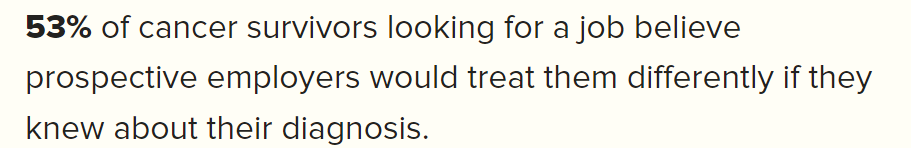 53% of cancer survivors looking for a job believe
prospective employers would treat them differently if they
knew about their diagnosis.